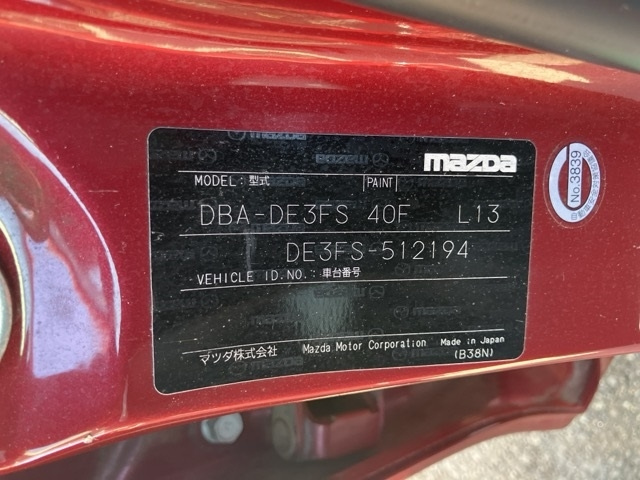 mazda
MODEL:型式 PAINT
DBA-DE3FS 40F L13
DE3FS-512194
VEHICLE ID.NO.:車台番号
マツダ株式会社 Mazda Motor Corporation Made in Japan
(B38N)
No.3839